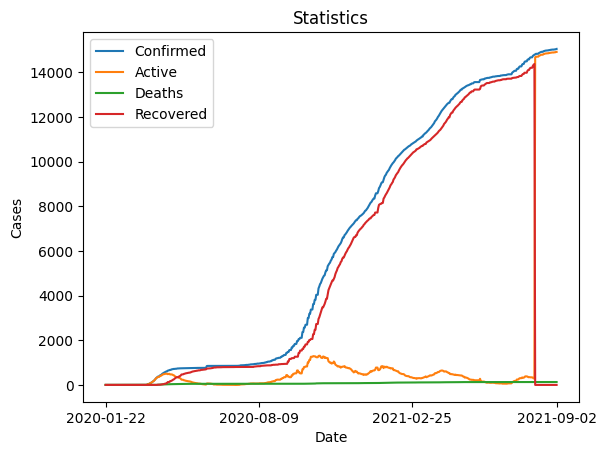 Statistics
Confirmed
Active
Deaths
Recovered
14000
12000
10000
8000
6000
4000
2000
0
Cases
2020-01-22 2020-08-09 2021-02-25 2021-09-02
Date